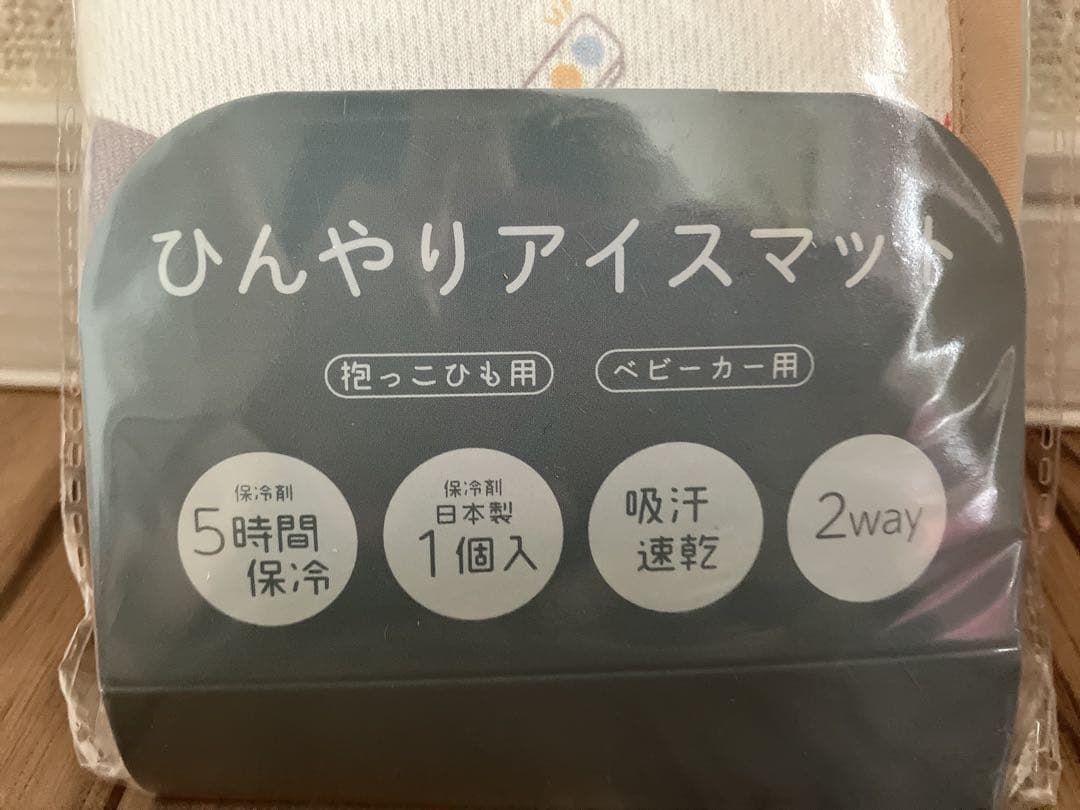 ひんやりアイスマット
抱っこひも用
ベビーカー用
保冷剤
5時間
保冷
保冷剤
日本製
1個入
吸汗
速乾
2way